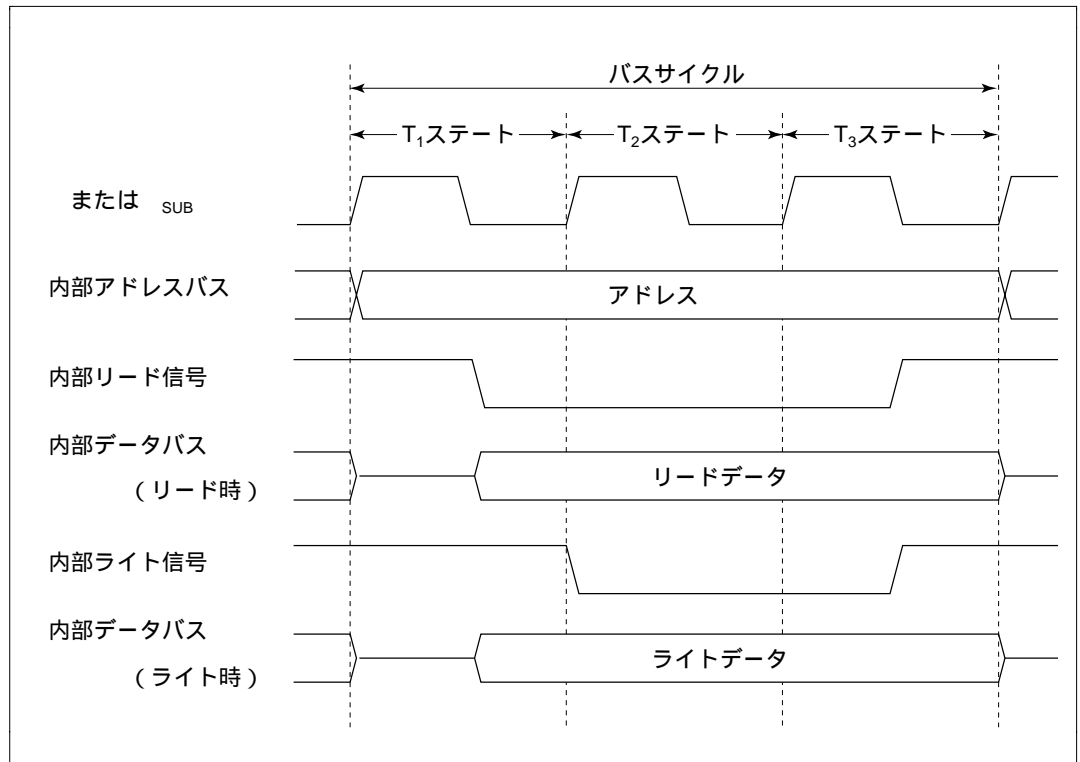 バスサイクル
T₁ステート T₂ステート T₃ステート
または SUB
内部アドレスバス
アドレス
内部リード信号
内部データバス
(リード時)
リードデータ
内部ライト信号
内部データバス
(ライト時)
ライトデータ